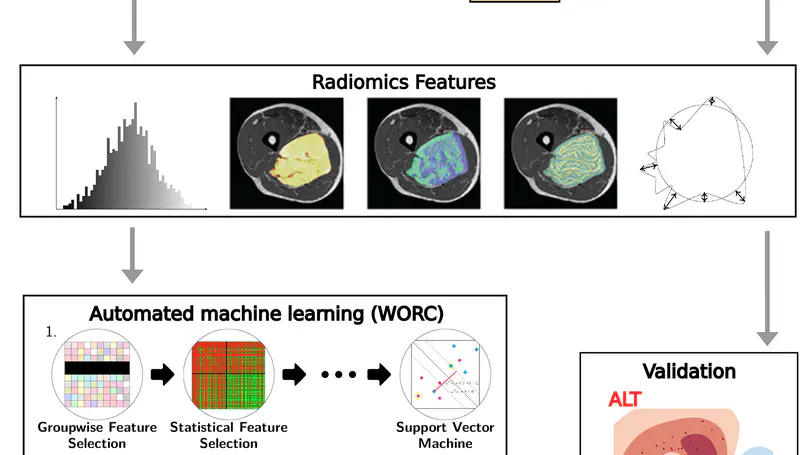 Radiomics Features
Automated machine learning (WORC)
1.
Groupwise Feature
Selection
Statistical Feature
Selection
Support Vector
Machine
Validation
ALT